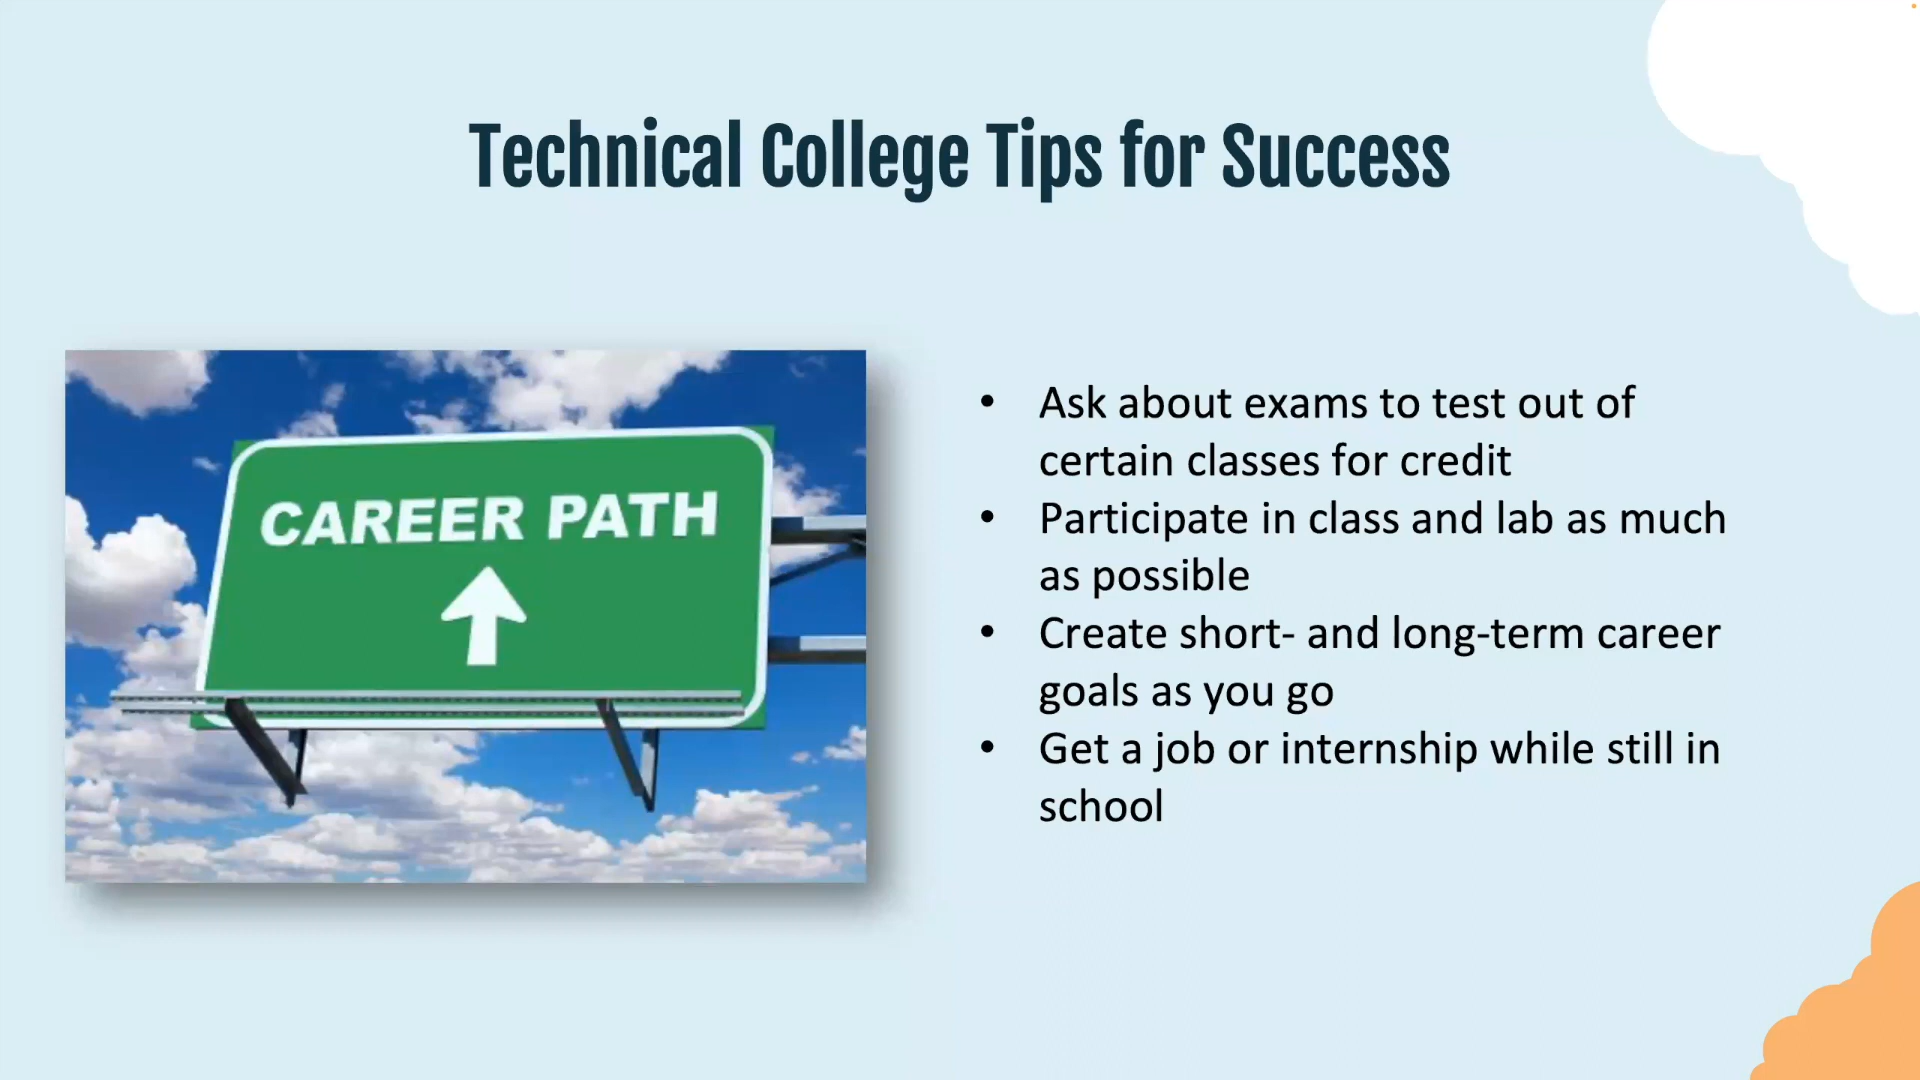 Technical College Tips for Success
CAREER PATH
• Ask about exams to test out of
certain classes for credit
• Participate in class and lab as much
as possible
• Create short- and long-term career
goals as you go
• Get a job or internship while still in
school